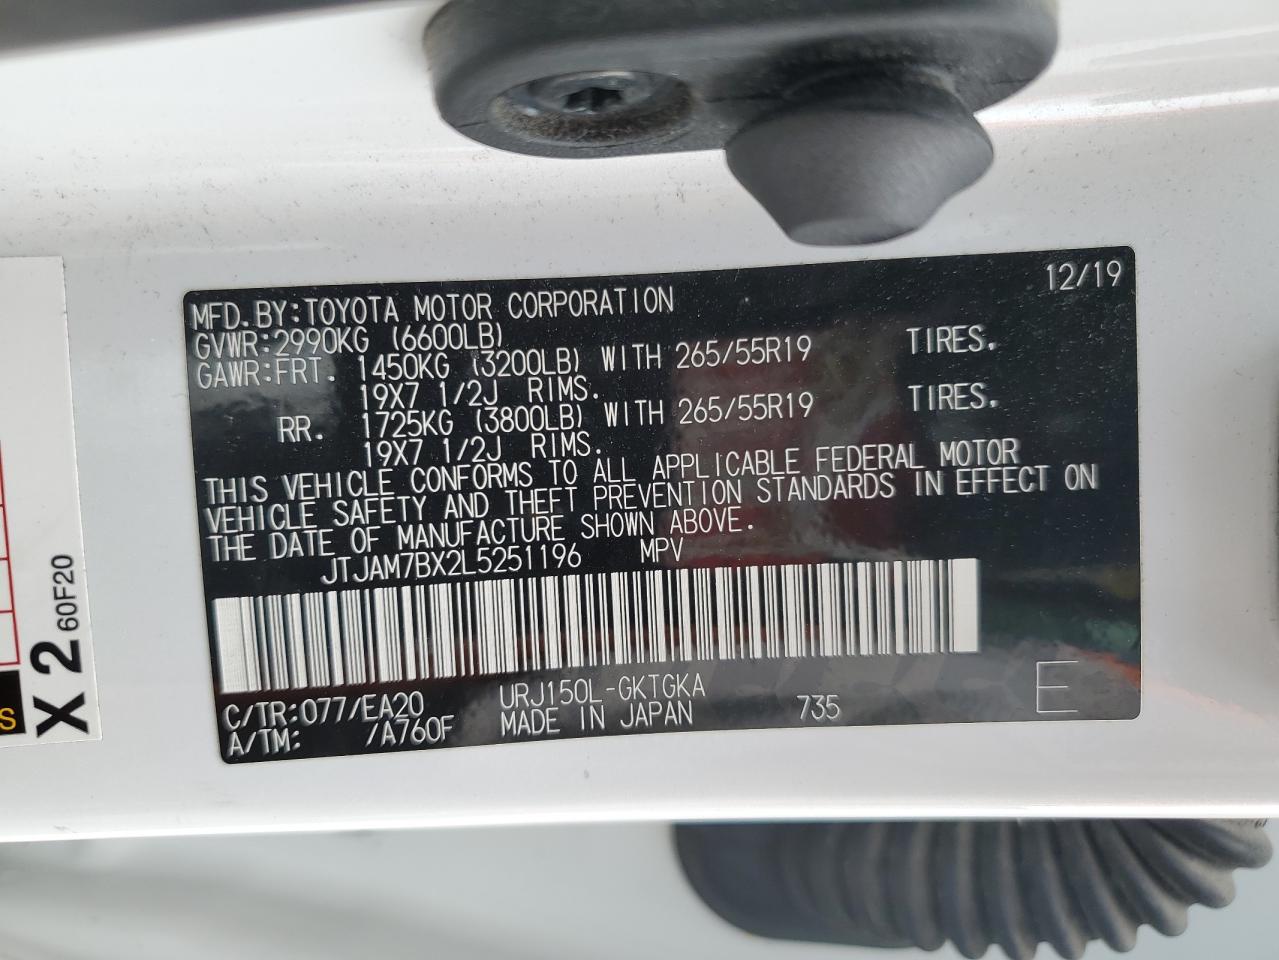 12/19
MFD.BY:TOYOTA MOTOR CORPORATION
GVWR:2990KG (6600LB)
GAWR:FRT. 1450KG (3200LB) WITH 265/55R19 TIRES.
19X7 1/2J RIMS.
RR. 1725KG (3800LB) WITH 265/55R19 TIRES.
19X7 1/2J RIMS.
THIS VEHICLE CONFORMS TO ALL APPLICABLE FEDERAL MOTOR
VEHICLE SAFETY AND THEFT PREVENTION STANDARDS IN EFFECT ON
THE DATE OF MANUFACTURE SHOWN ABOVE.
JTJAM7BX2L5251196 MPV
C/TR:077/EA20 URJ150L-GKTGKA
A/TM: /A760F MADE IN JAPAN 735 E
X2 60F20
S